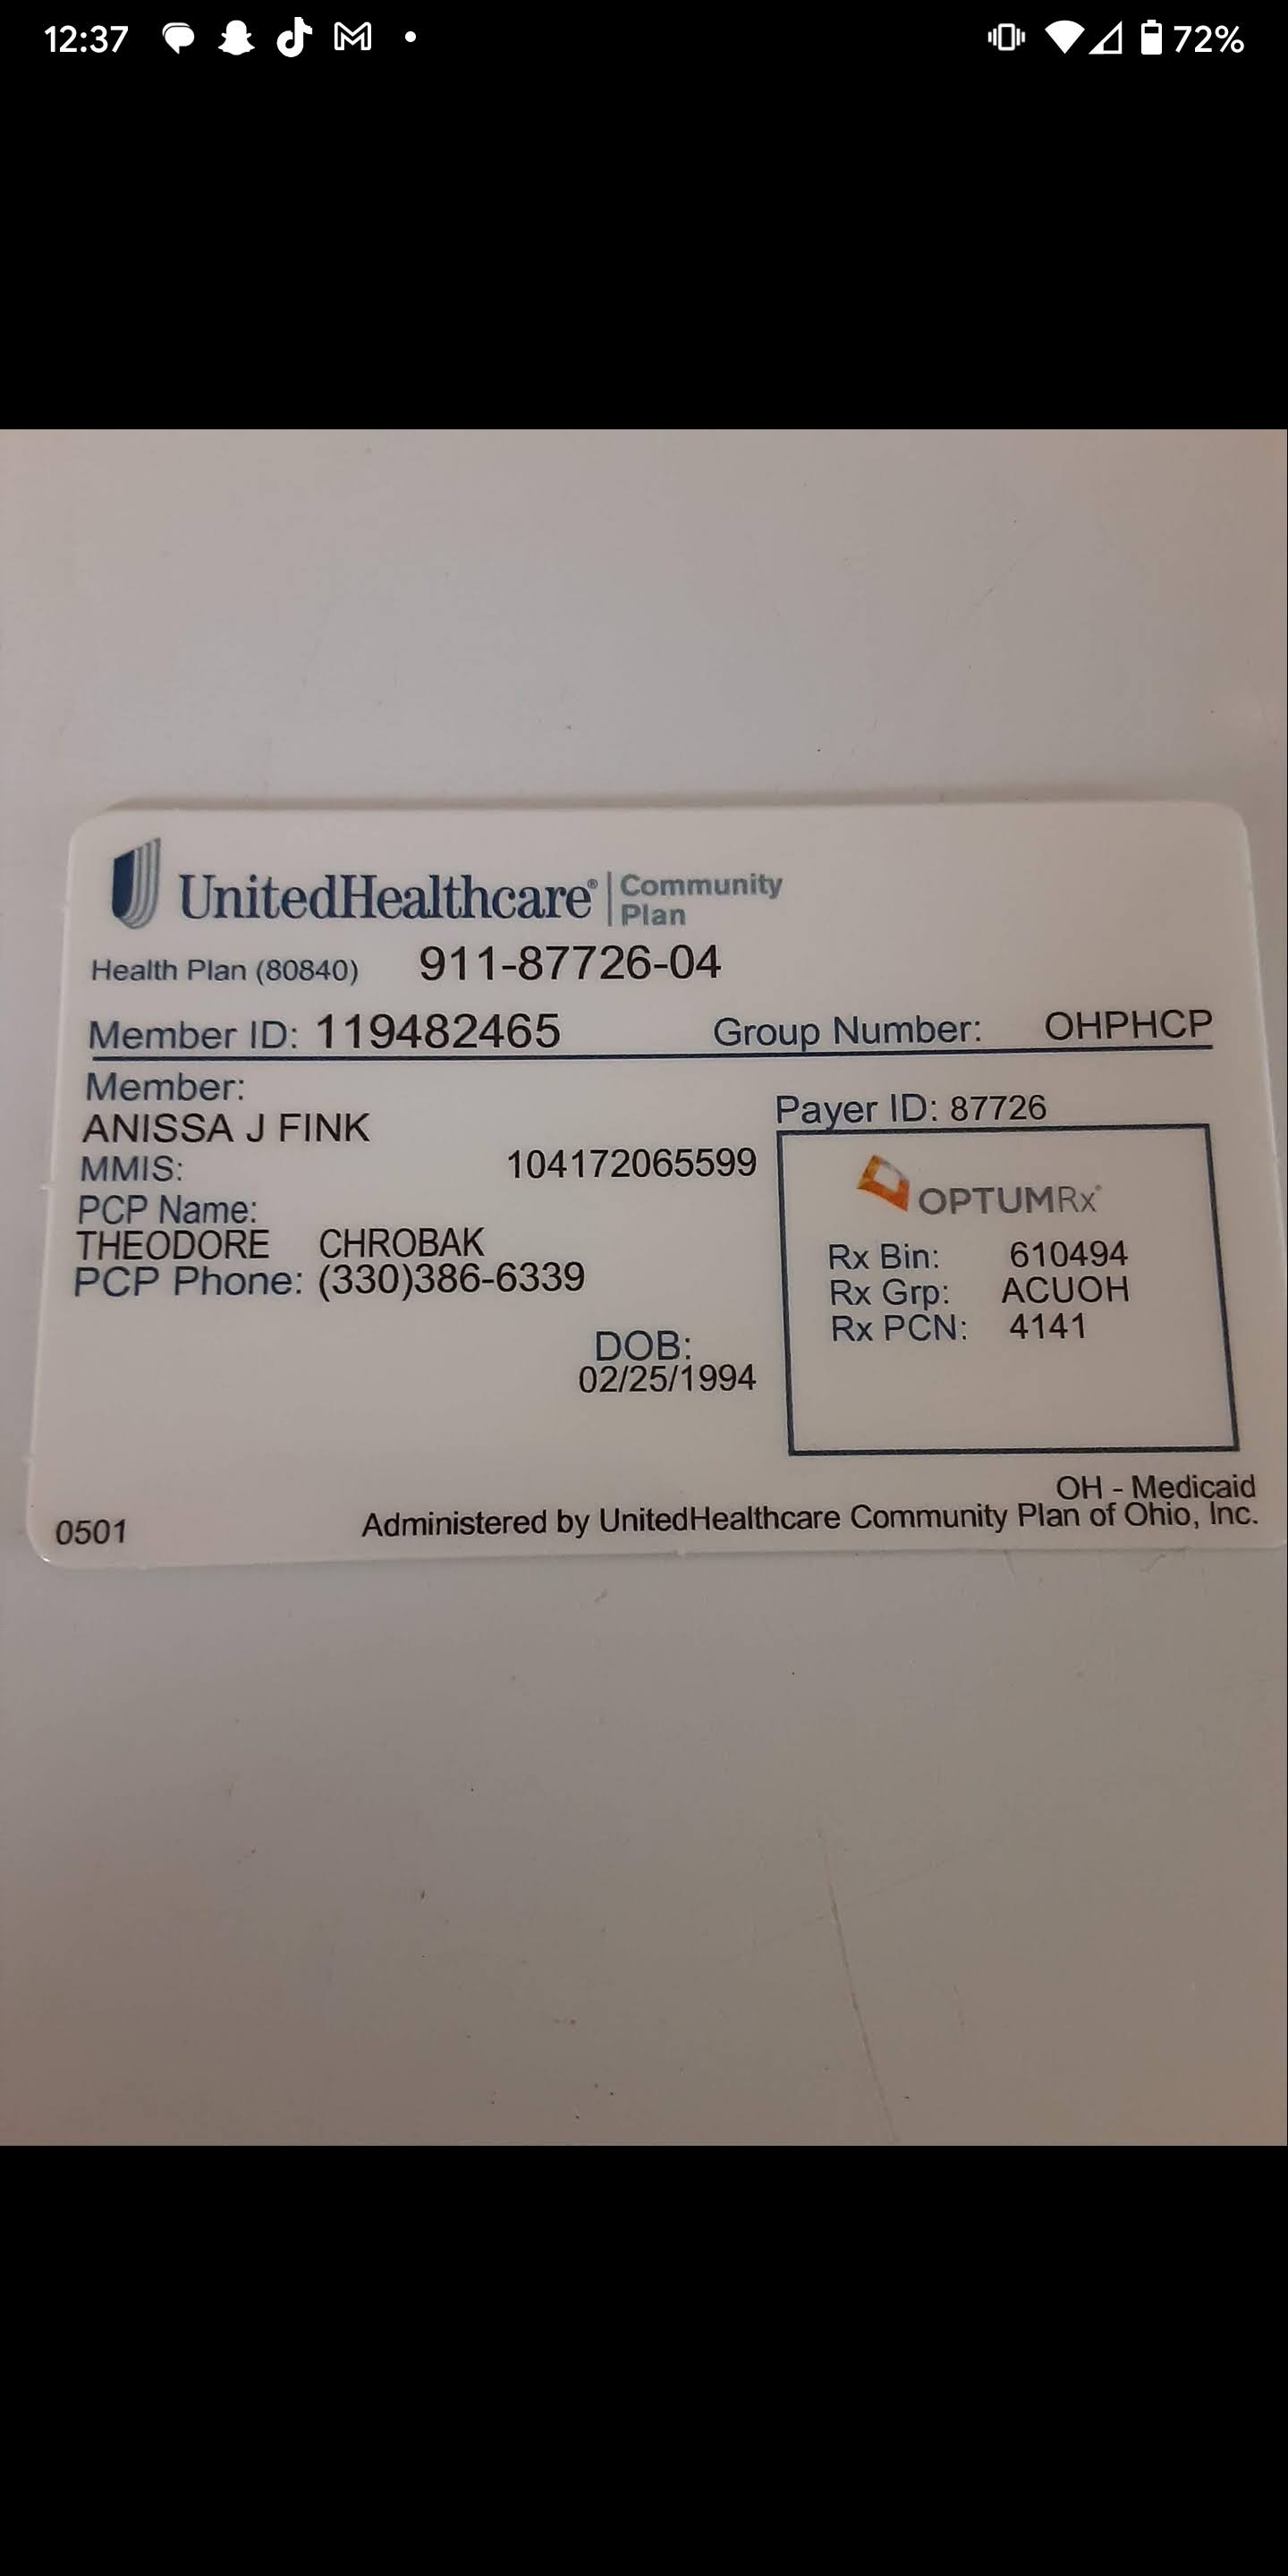 12:37 72%
UnitedHealthcare® Community
Plan
Health Plan (80840) 911-87726-04
Member ID: 119482465 Group Number: OHPHCP
Member:
ANISSA J FINK
Payer ID: 87726
MMIS: 104172065599
OPTUMRx®
PCP Name:
THEODORE CHROBAK
PCP Phone: (330)386-6339
Rx Bin: 610494
Rx Grp: ACUOH
Rx PCN: 4141
DOB:
02/25/1994
OH - Medicaid
0501 Administered by UnitedHealthcare Community Plan of Ohio, Inc.